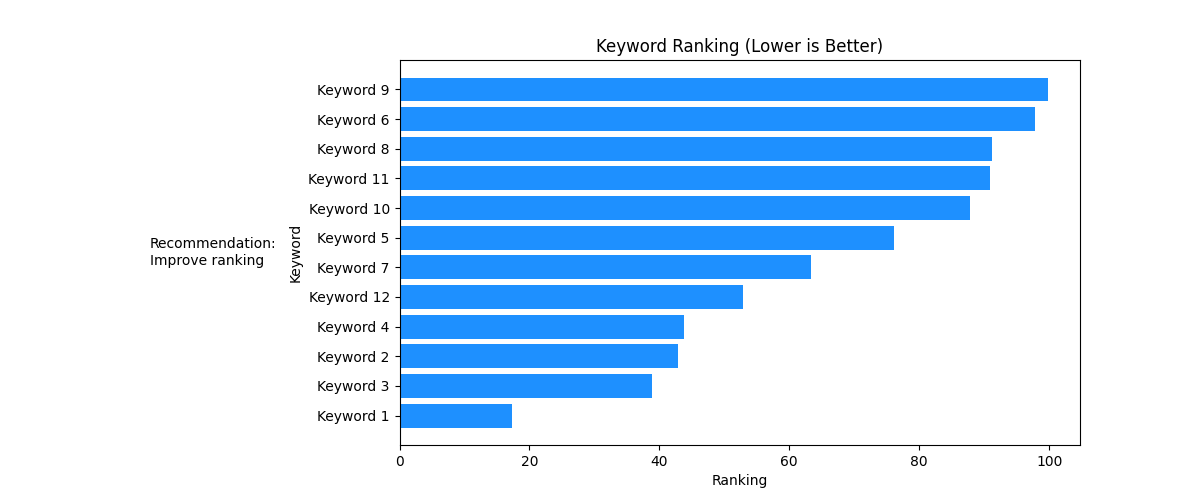 Keyword Ranking (Lower is Better)
Keyword 9
Keyword 6
Keyword 8
Keyword 11
Keyword 10
Keyword 5
Keyword 7
Keyword 12
Keyword 4
Keyword 2
Keyword 3
Keyword 1
Keyword
Recommendation:
Improve ranking
0 20 40 60 80 100
Ranking